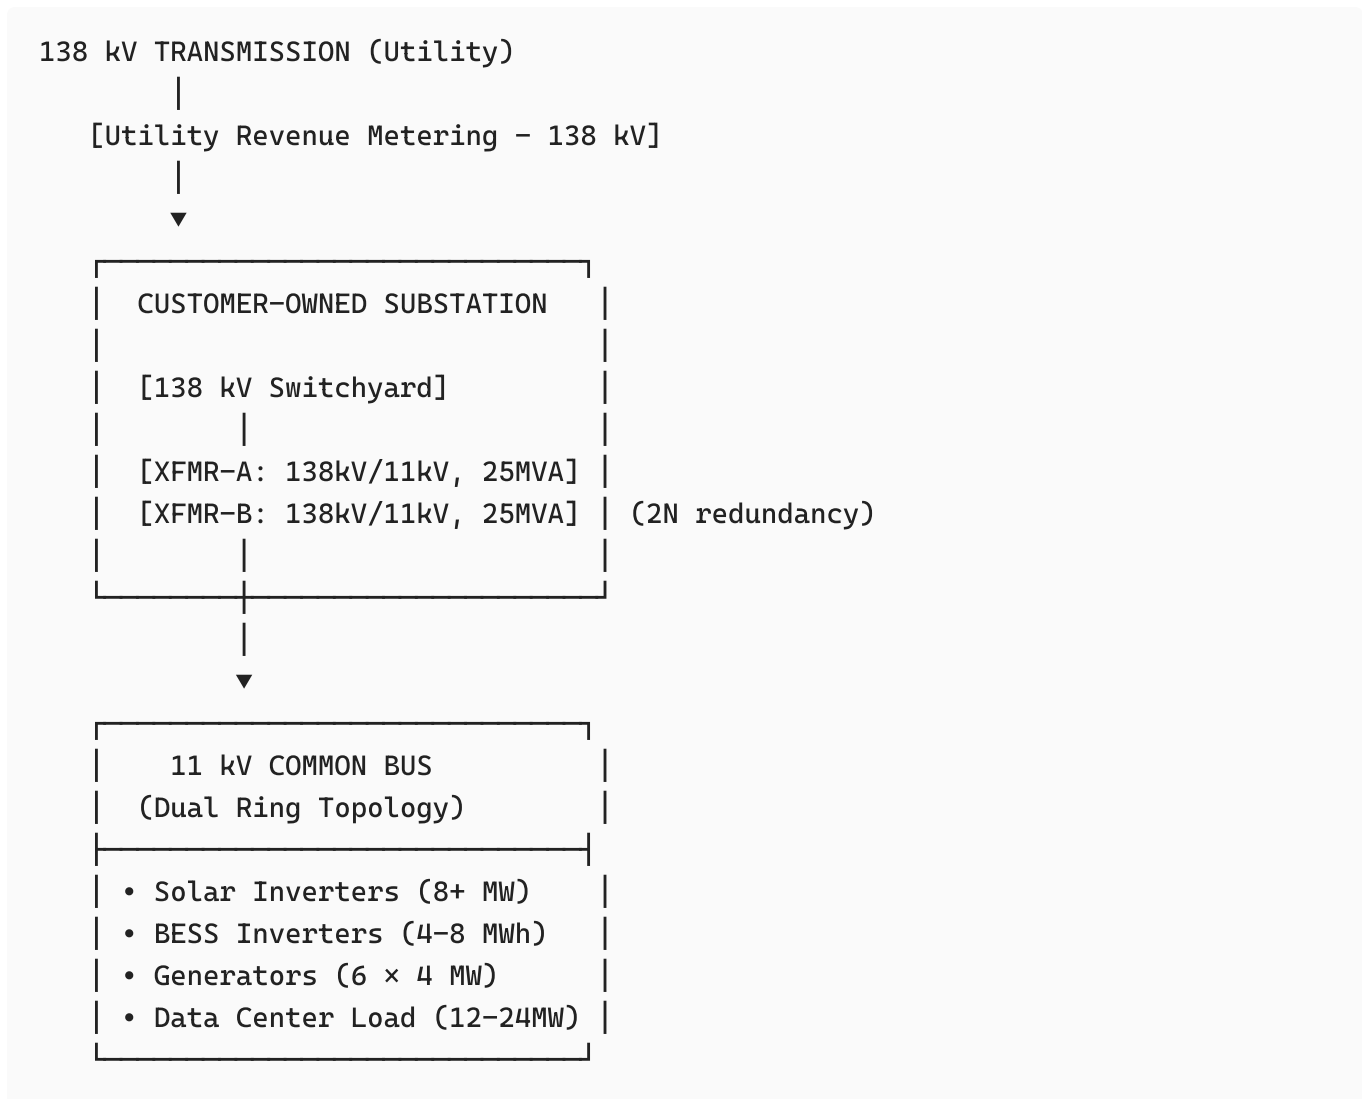 138 kV TRANSMISSION (Utility)
[Utility Revenue Metering - 138 kV]
CUSTOMER-OWNED SUBSTATION
[138 kV Switchyard]
[XFMR-A: 138kV/11kV, 25MVA]
[XFMR-B: 138kV/11kV, 25MVA] (2N redundancy)
11 kV COMMON BUS
(Dual Ring Topology)
• Solar Inverters (8+ MW)
• BESS Inverters (4-8 MWh)
• Generators (6 × 4 MW)
• Data Center Load (12-24MW)